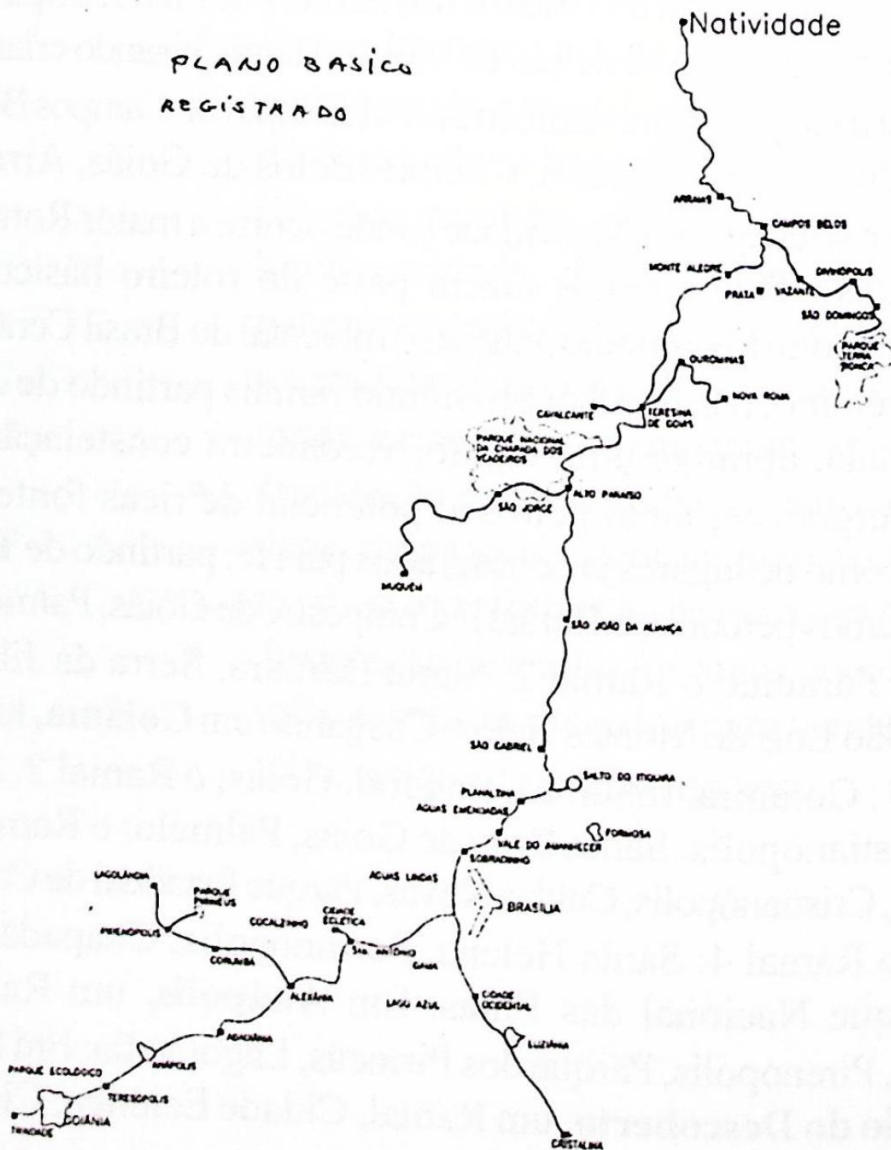 Natividade
PLANO BASICO
REGISTRADO
ARRAIAS
CAMPOS BELOS
MONTE ALEGRE
DIVINÓPOLIS
PRATA
VAZANTE
SÃO DOMINGOS
PARQUE
TERRA
RONCA
OUROMINAS
CAVALCANTE
TERESINA
DE GOIÁS
NOVA ROMA
PARQUE NACIONAL
DA CHAPADA DOS
VEADEIROS
ALTO PARAÍSO
SÃO JORGE
MUQUÉM
SÃO JOÃO DA ALIANÇA
SÃO GABRIEL
SALTO DO ITIQUIRA
PLANALTINA
ÁGUAS EMENDADAS
FORMOSA
VALE DO AMANHECER
SOBRADINHO
ÁGUAS LINDAS
BRASÍLIA
LAGOLÂNDIA
PARQUE
PIRINEUS
PIRENÓPOLIS
COCALZINHO
CIDADE
ECLÉTICA
STO. ANTÔNIO
GAMA
CORUMBÁ
ALEXÂNIA
LAGO AZUL
CIDADE
OCIDENTAL
LUZIÂNIA
ABADIÂNIA
ANÁPOLIS
PARQUE ECOLÓGICO
TERESÓPOLIS
GOIÂNIA
TRINDADE
CRISTALINA